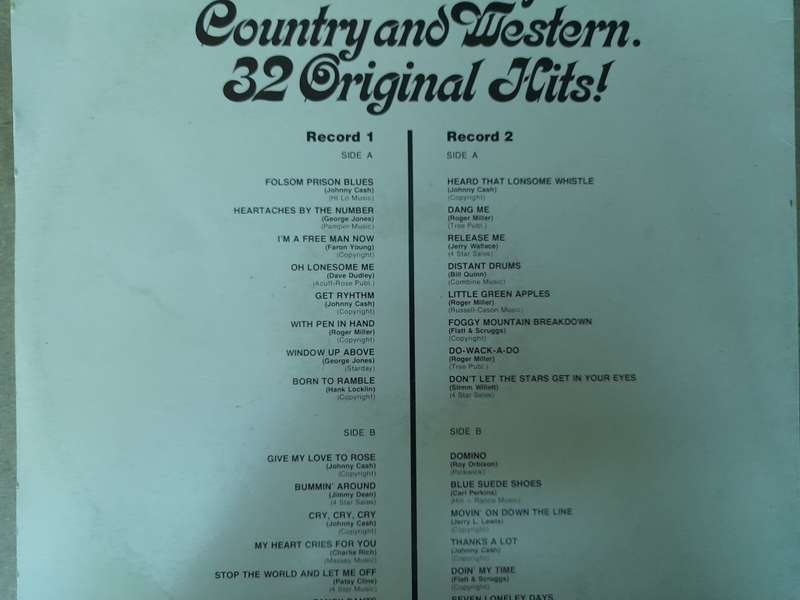 Country and Western.
32 Original Hits!
Record 1
SIDE A
FOLSOM PRISON BLUES
(Johnny Cash)
(Hi Lo Music)
HEARTACHES BY THE NUMBER
(George Jones)
(Pamper Music)
I'M A FREE MAN NOW
(Faron Young)
(Copyright)
OH LONESOME ME
(Dave Dudley)
(Acuff-Rose Publ.)
GET RYHTHM
(Johnny Cash)
(Copyright)
WITH PEN IN HAND
(Roger Miller)
(Copyright)
WINDOW UP ABOVE
(George Jones)
(Starday)
BORN TO RAMBLE
(Hank Locklin)
(Copyright)
SIDE B
GIVE MY LOVE TO ROSE
(Johnny Cash)
(Copyright)
BUMMIN' AROUND
(Jimmy Dean)
(4 Star Sales)
CRY, CRY, CRY
(Johnny Cash)
(Copyright)
MY HEART CRIES FOR YOU
(Charlie Rich)
(Massey Music)
STOP THE WORLD AND LET ME OFF
(Patsy Cline)
(4 Star Music)
Record 2
SIDE A
HEARD THAT LONSOME WHISTLE
(Johnny Cash)
(Copyright)
DANG ME
(Roger Miller)
(Tree Publ.)
RELEASE ME
(Jerry Wallace)
(4 Star Sales)
DISTANT DRUMS
(Bill Quinn)
(Combine Music)
LITTLE GREEN APPLES
(Roger Miller)
(Russell-Cason Music)
FOGGY MOUNTAIN BREAKDOWN
(Flatt & Scruggs)
(Copyright)
DO-WACK-A-DO
(Roger Miller)
(Tree Publ.)
DON'T LET THE STARS GET IN YOUR EYES
(Slimm Willett)
(4 Star Sales)
SIDE B
DOMINO
(Roy Orbison)
(Pickwick)
BLUE SUEDE SHOES
(Carl Perkins)
(Hill – Range Music)
MOVIN' ON DOWN THE LINE
(Jerry L. Lewis)
(Copyright)
THANKS A LOT
(Johnny Cash)
(Copyright)
DOIN' MY TIME
(Flatt & Scruggs)
(Copyright)
SEVEN LONELEY DAYS